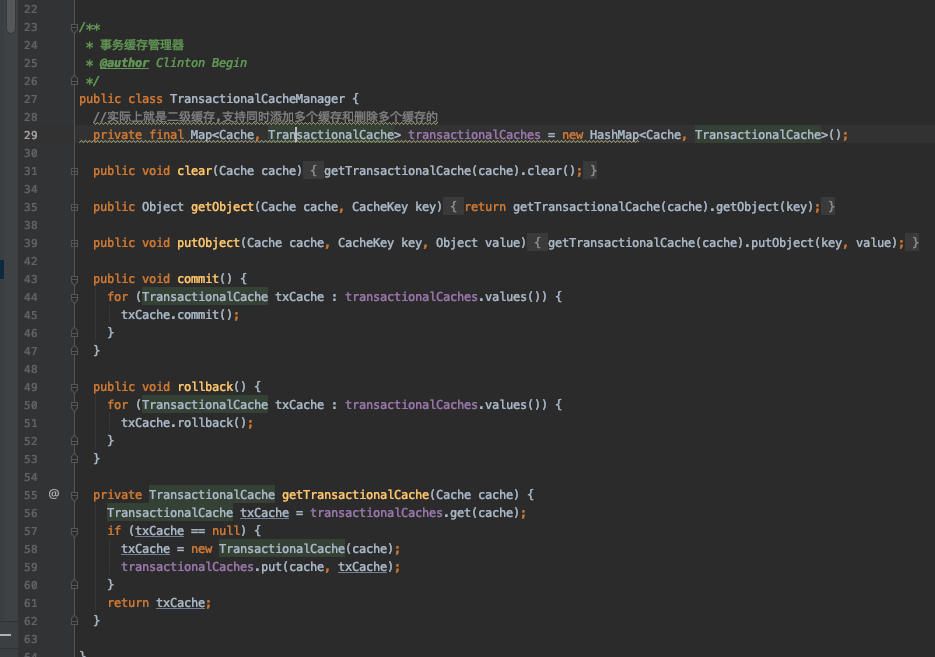 22
23 /**
24 * 事务缓存管理器
25 * @author Clinton Begin
26 */
27 public class TransactionalCacheManager {
28 //实际上就是二级缓存,支持同时添加多个缓存和删除多个缓存的
29 private final Map<Cache, TransactionalCache> transactionalCaches = new HashMap<Cache, TransactionalCache>();
30
31 public void clear(Cache cache) { getTransactionalCache(cache).clear(); }
34
35 public Object getObject(Cache cache, CacheKey key) { return getTransactionalCache(cache).getObject(key); }
38
39 public void putObject(Cache cache, CacheKey key, Object value) { getTransactionalCache(cache).putObject(key, value); }
42
43 public void commit() {
44 for (TransactionalCache txCache : transactionalCaches.values()) {
45 txCache.commit();
46 }
47 }
48
49 public void rollback() {
50 for (TransactionalCache txCache : transactionalCaches.values()) {
51 txCache.rollback();
52 }
53 }
54
55 @ private TransactionalCache getTransactionalCache(Cache cache) {
56 TransactionalCache txCache = transactionalCaches.get(cache);
57 if (txCache == null) {
58 txCache = new TransactionalCache(cache);
59 transactionalCaches.put(cache, txCache);
60 }
61 return txCache;
62 }
63
64 }